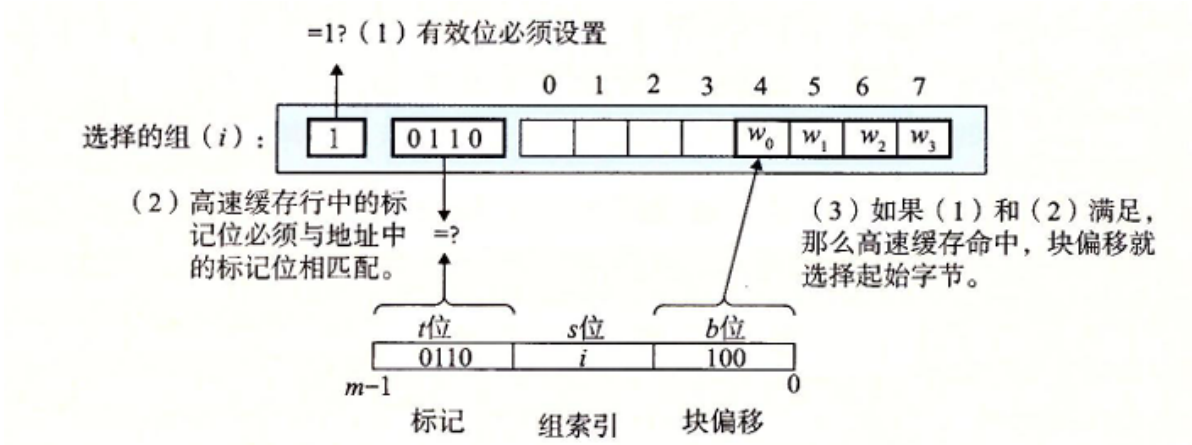 =1?（1）有效位必须设置
0 1 2 3 4 5 6 7
选择的组（i）： 1 0110 w₀ w₁ w₂ w₃
（2）高速缓存行中的标
记位必须与地址中
的标记位相匹配。
=?
（3）如果（1）和（2）满足，
那么高速缓存命中，块偏移就
选择起始字节。
t位 s位 b位
0110 i 100
m−1 0
标记 组索引 块偏移